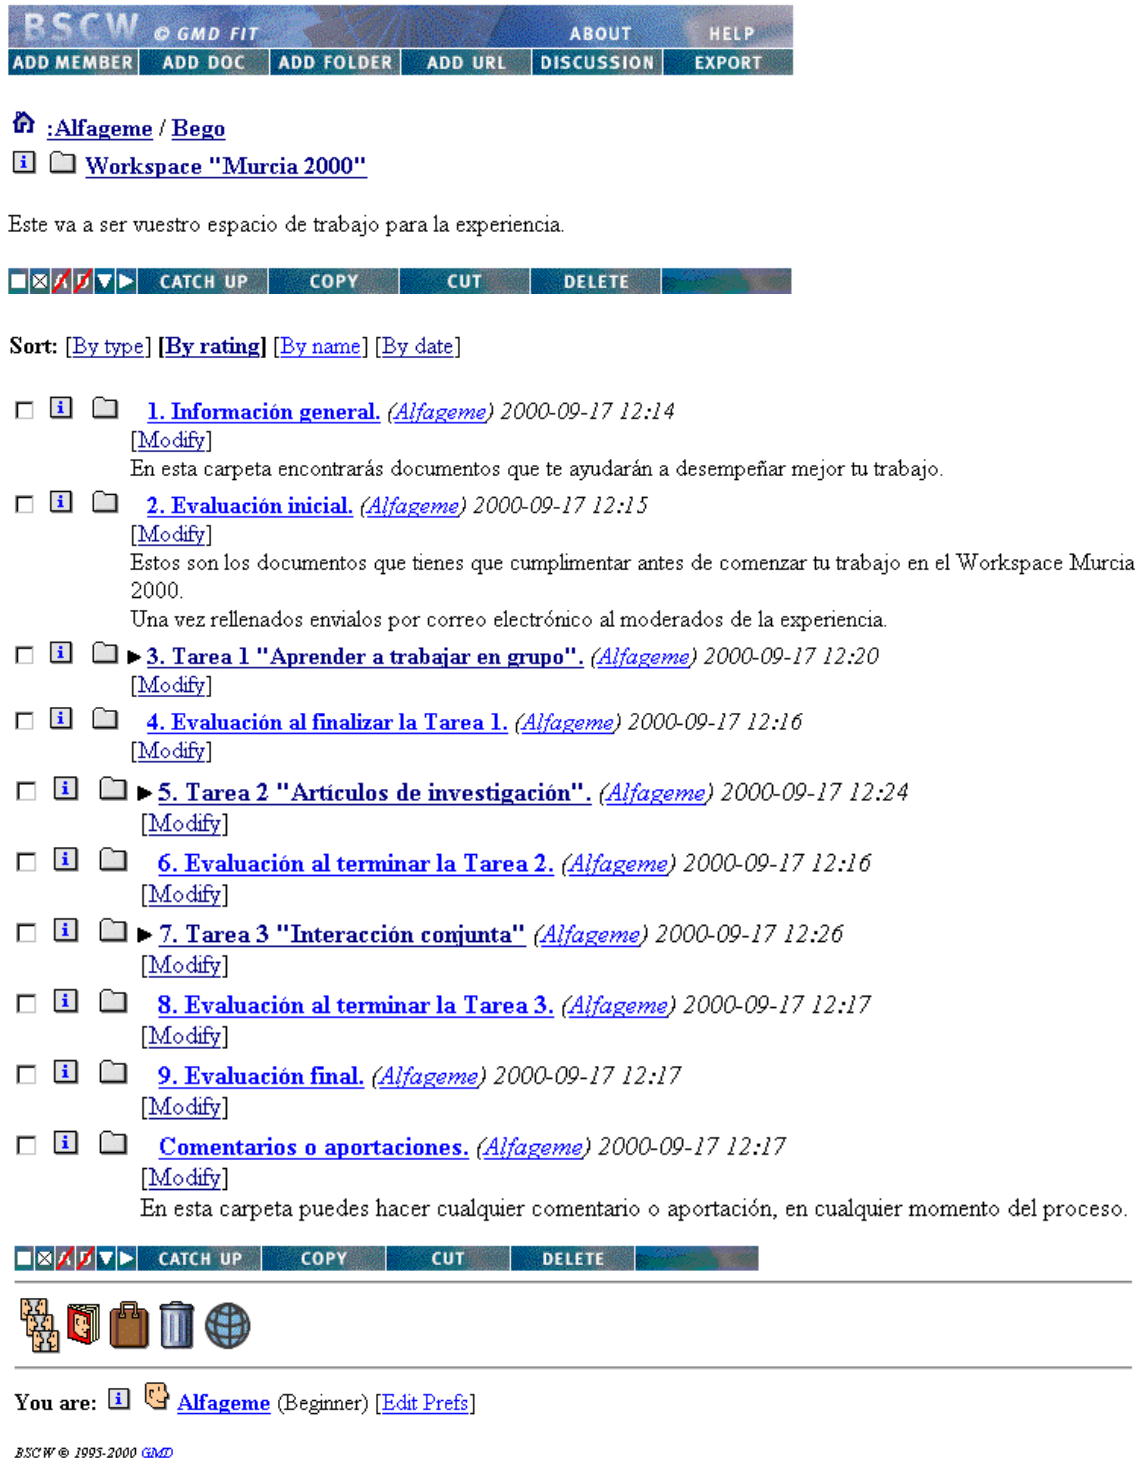 BSCW © GMD FIT ABOUT HELP
ADD MEMBER ADD DOC ADD FOLDER ADD URL DISCUSSION EXPORT
:Alfageme / Bego
Workspace "Murcia 2000"
Este va a ser vuestro espacio de trabajo para la experiencia.
CATCH UP COPY CUT DELETE
Sort: [By type] [By rating] [By name] [By date]
1. Información general. (Alfageme) 2000-09-17 12:14
[Modify]
En esta carpeta encontrarás documentos que te ayudarán a desempeñar mejor tu trabajo.
2. Evaluación inicial. (Alfageme) 2000-09-17 12:15
[Modify]
Estos son los documentos que tienes que cumplimentar antes de comenzar tu trabajo en el Workspace Murcia
2000.
Una vez rellenados envialos por correo electrónico al moderados de la experiencia.
3. Tarea 1 "Aprender a trabajar en grupo". (Alfageme) 2000-09-17 12:20
[Modify]
4. Evaluación al finalizar la Tarea 1. (Alfageme) 2000-09-17 12:16
[Modify]
5. Tarea 2 "Artículos de investigación". (Alfageme) 2000-09-17 12:24
[Modify]
6. Evaluación al terminar la Tarea 2. (Alfageme) 2000-09-17 12:16
[Modify]
7. Tarea 3 "Interacción conjunta" (Alfageme) 2000-09-17 12:26
[Modify]
8. Evaluación al terminar la Tarea 3. (Alfageme) 2000-09-17 12:17
[Modify]
9. Evaluación final. (Alfageme) 2000-09-17 12:17
[Modify]
Comentarios o aportaciones. (Alfageme) 2000-09-17 12:17
[Modify]
En esta carpeta puedes hacer cualquier comentario o aportación, en cualquier momento del proceso.
CATCH UP COPY CUT DELETE
You are: Alfageme (Beginner) [Edit Prefs]
BSCW © 1995-2000 GMD